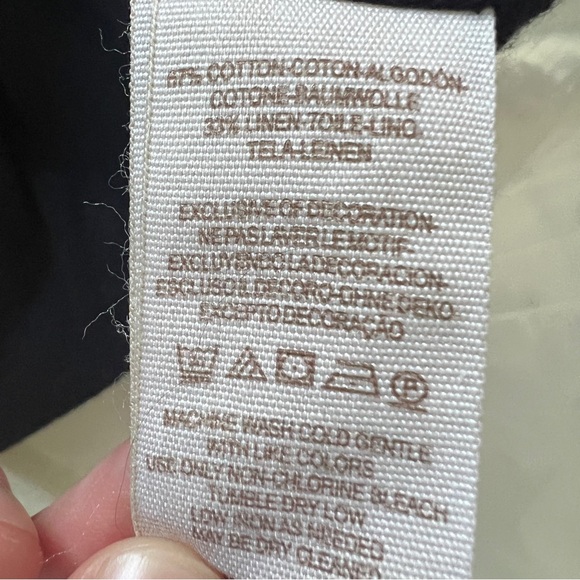 67% COTTON-COTON-ALGODÓN-
COTONE-BAUMWOLLE
33% LINEN-TOILE-LINO-
TELA-LEINEN
EXCLUSIVE OF DECORATION-
NE PAS LAVER LE MOTIF-
EXCLUYENDO LA DECORACION-
ESCLUSO IL DECORO-OHNE DEKO-
EXCEPTO DECORAÇAO
P
MACHINE WASH COLD GENTLE
WITH LIKE COLORS
USE ONLY NON-CHLORINE BLEACH
TUMBLE DRY LOW
LOW IRON AS NEEDED
MAY BE DRY CLEANED